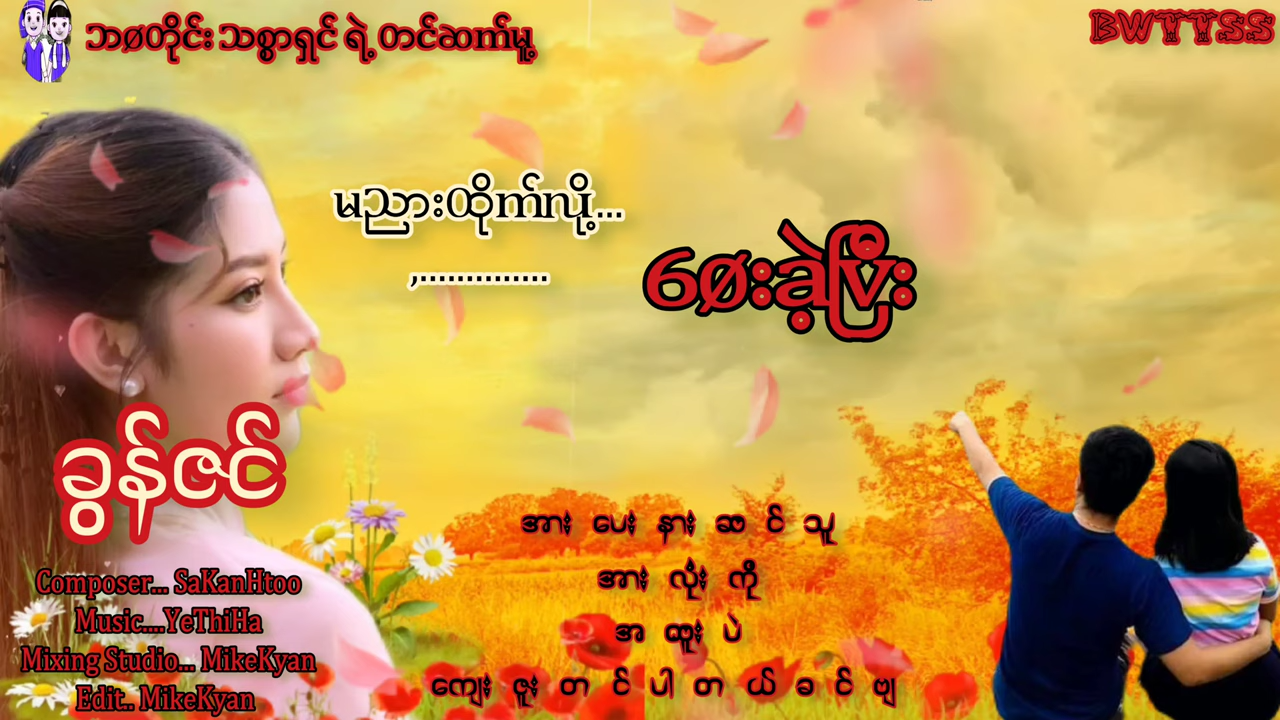 ဘဝတိုင်း သစ္စာရှင် ရဲ့ တင်ဆက်မှု့
BWTTSS
မညားထိုက်လို့...
,...............
ဝေးခဲ့ပြီး
ခွန်ဇင်
Composer... SaKanHtoo
Music....YeThiHa
Mixing Studio... MikeKyan
Edit.. MikeKyan
အား ပေး နား ဆ င် သူ
အား လုံး ကို
အ ထူး ပဲ
ကျေး ဇူး တ င် ပါ တ ယ် ခ င် ဗျ